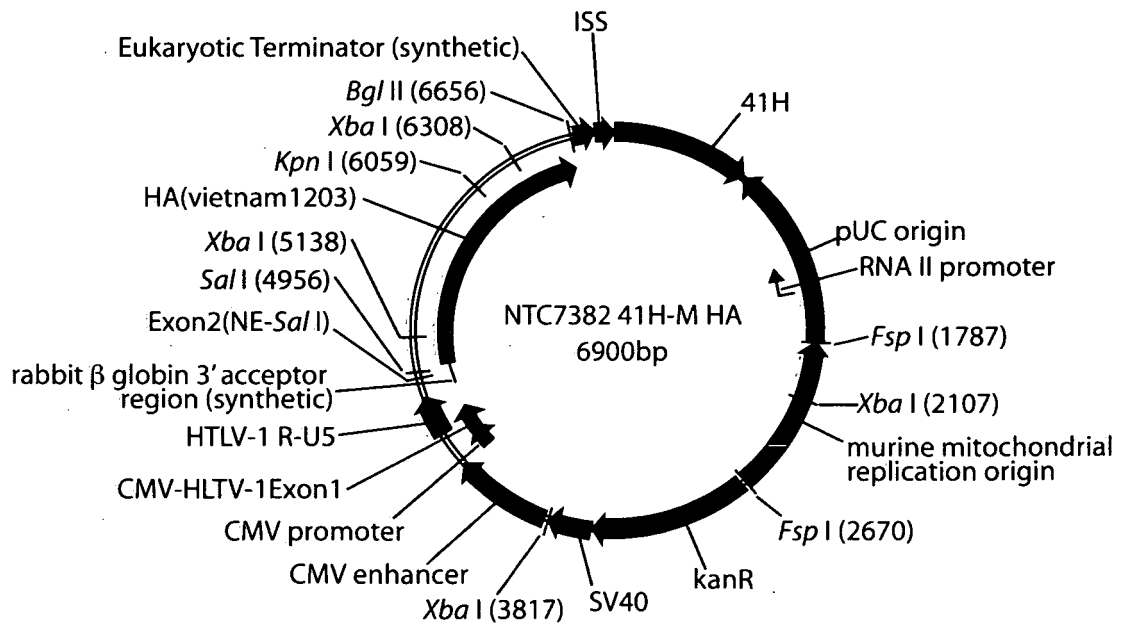 ISS
Eukaryotic Terminator (synthetic)
Bgl II (6656)
Xba I (6308)
Kpn I (6059)
HA(vietnam1203)
Xba I (5138)
Sal I (4956)
Exon2(NE-Sal I)
rabbit β globin 3' acceptor
region (synthetic)
HTLV-1 R-U5
CMV-HLTV-1Exon1
CMV promoter
CMV enhancer
Xba I (3817)
SV40
kanR
Fsp I (2670)
murine mitochondrial
replication origin
Xba I (2107)
Fsp I (1787)
RNA II promoter
pUC origin
41H
NTC7382 41H-M HA
6900bp